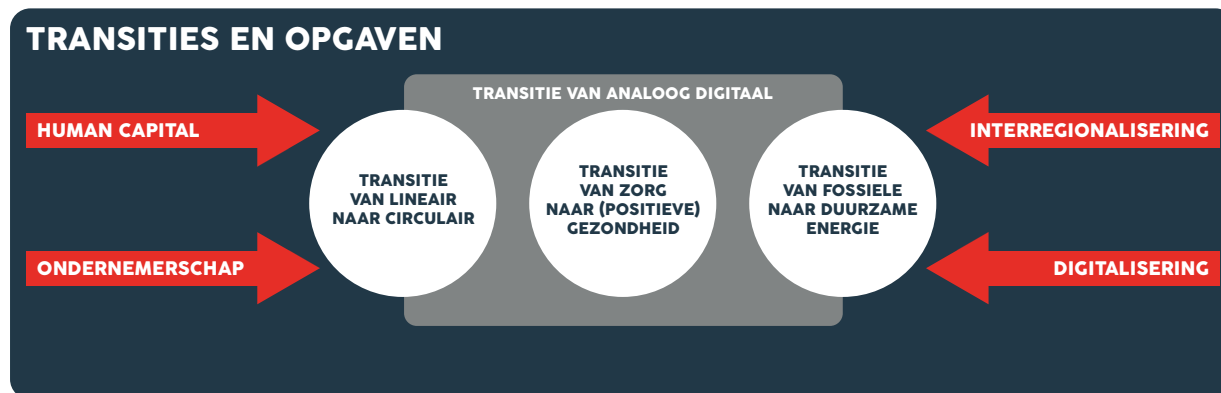 TRANSITIES EN OPGAVEN
TRANSITIE VAN ANALOOG DIGITAAL
HUMAN CAPITAL
ONDERNEMERSCHAP
TRANSITIE
VAN LINEAIR
NAAR CIRCULAIR
TRANSITIE
VAN ZORG
NAAR (POSITIEVE)
GEZONDHEID
TRANSITIE
VAN FOSSIELE
NAAR DUURZAME
ENERGIE
INTERREGIONALISERING
DIGITALISERING